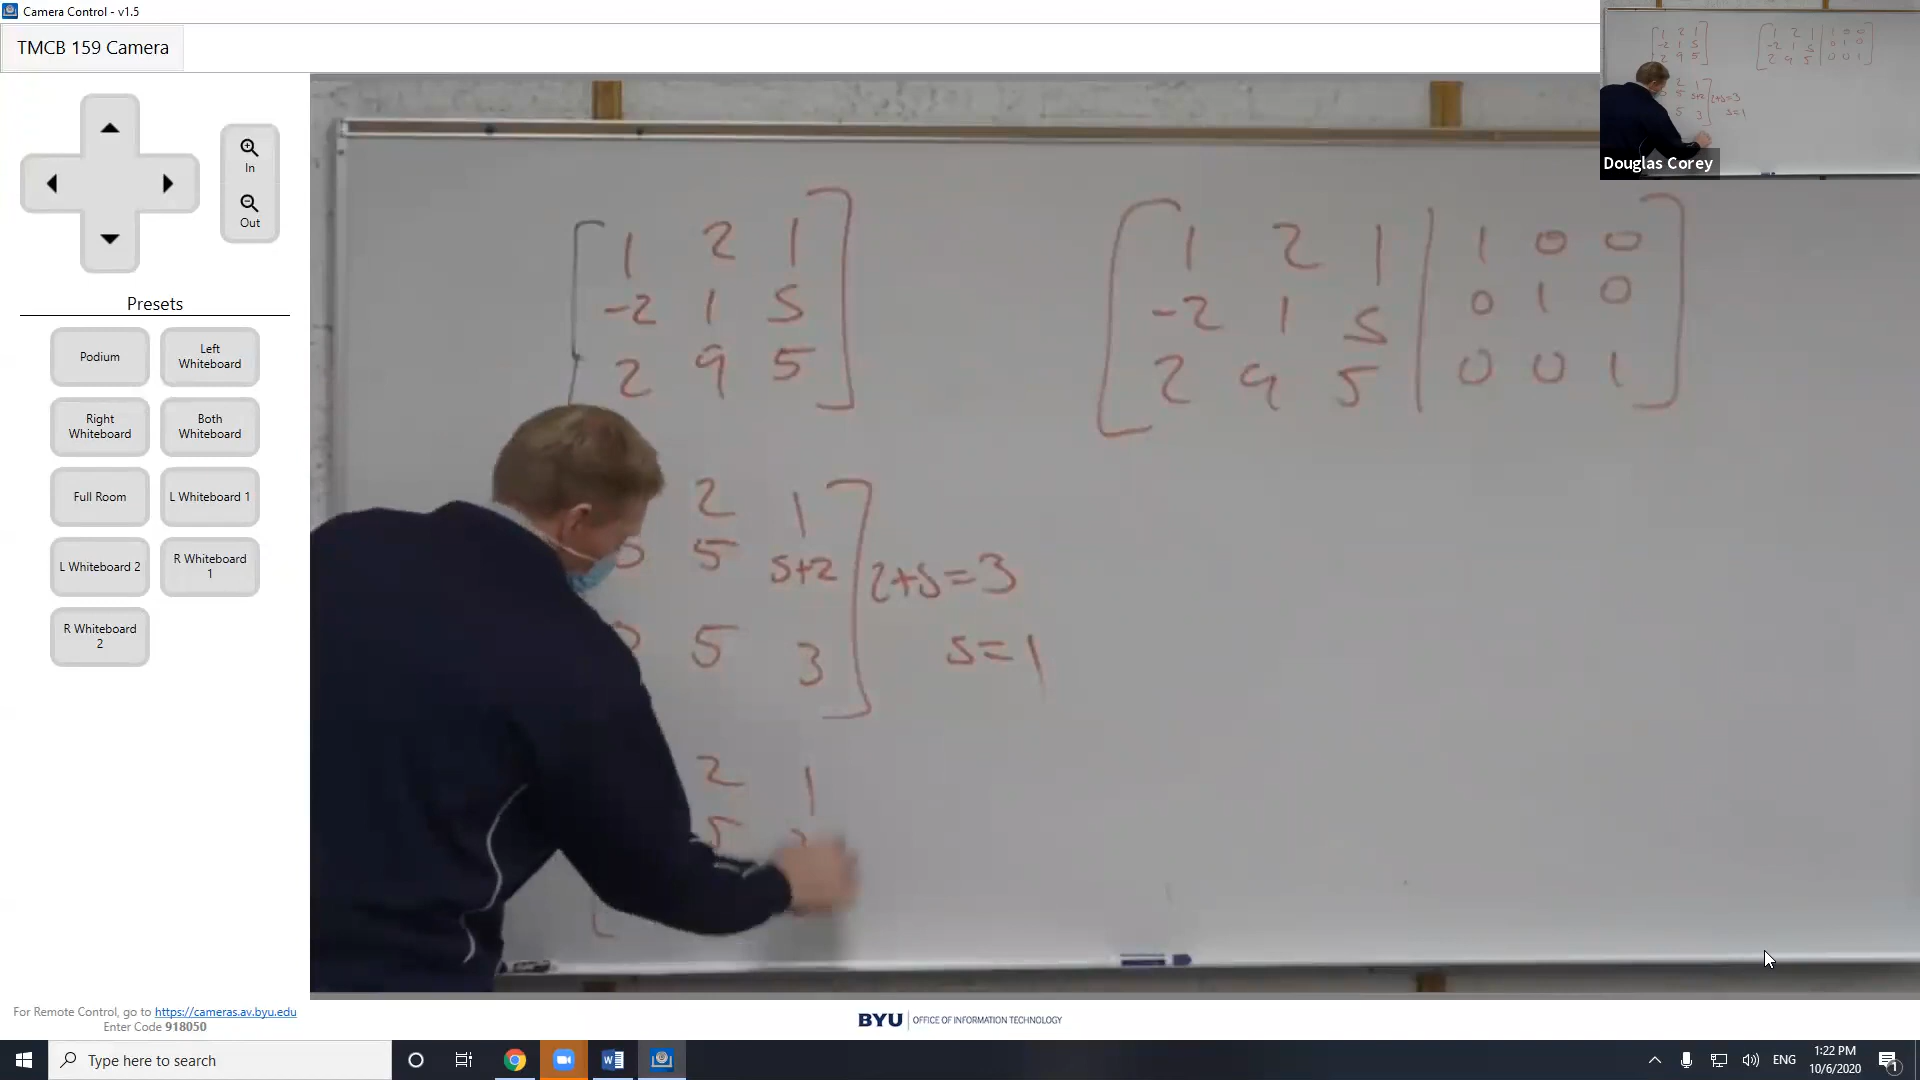 Camera Control - v1.5
TMCB 159 Camera
In
Out
Presets
Podium
Left Whiteboard
Right Whiteboard
Both Whiteboard
Full Room
L Whiteboard 1
L Whiteboard 2
R Whiteboard 1
R Whiteboard 2
For Remote Control, go to https://cameras.av.byu.edu
Enter Code 918050
1 2 1
-2 1 S
2 9 5
1 2 1 | 1 0 0
-2 1 S | 0 1 0
2 9 5 | 0 0 1
2 1
0 5 S+2
2+S=3
0 5 3
S=1
2 1
5
Douglas Corey
BYU OFFICE OF INFORMATION TECHNOLOGY
Type here to search
ENG
1:22 PM
10/6/2020
1